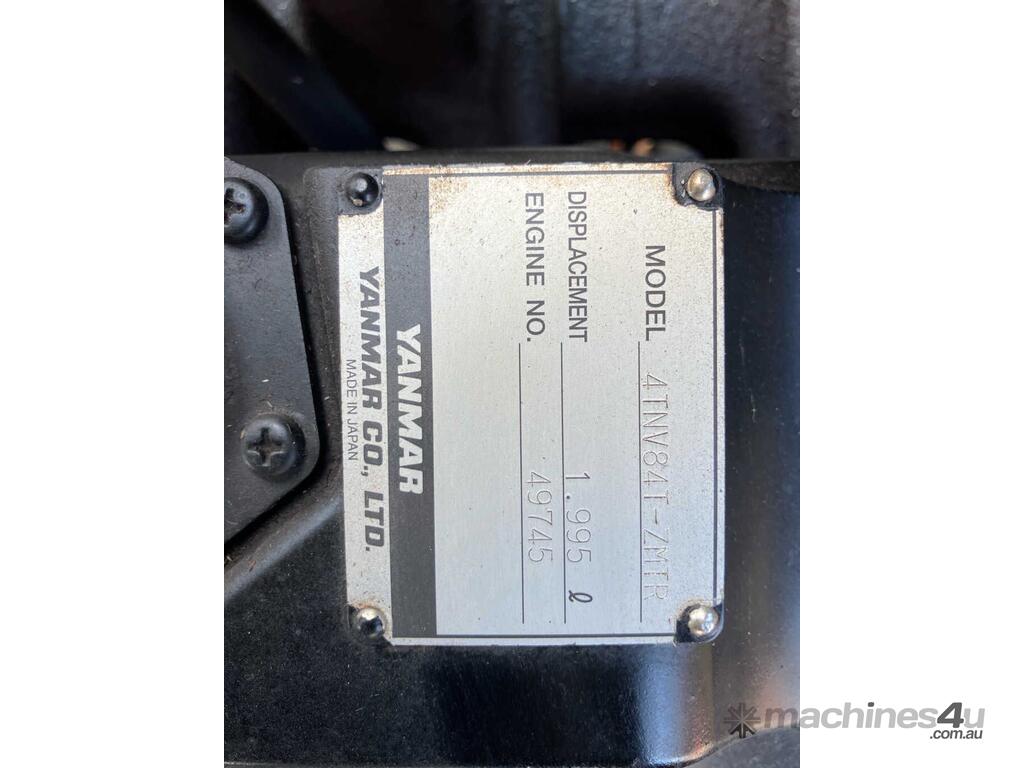 MODEL 4TNV84T-ZMTR
DISPLACEMENT 1.995 ℓ
ENGINE NO. 49745
YANMAR
YANMAR CO., LTD.
MADE IN JAPAN
machines4u
.com.au